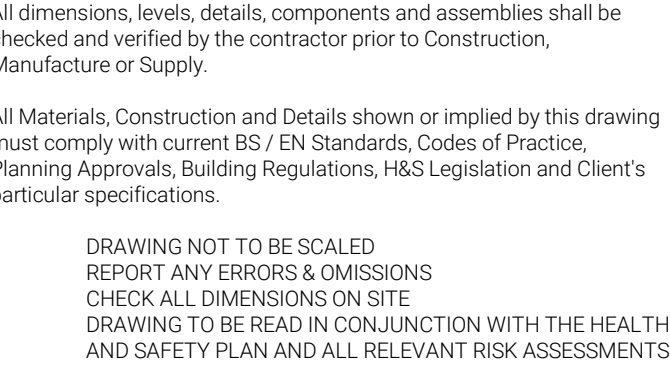 All dimensions, levels, details, components and assemblies shall be
checked and verified by the contractor prior to Construction,
Manufacture or Supply.
All Materials, Construction and Details shown or implied by this drawing
must comply with current BS / EN Standards, Codes of Practice,
Planning Approvals, Building Regulations, H&S Legislation and Client's
particular specifications.
DRAWING NOT TO BE SCALED
REPORT ANY ERRORS & OMISSIONS
CHECK ALL DIMENSIONS ON SITE
DRAWING TO BE READ IN CONJUNCTION WITH THE HEALTH
AND SAFETY PLAN AND ALL RELEVANT RISK ASSESSMENTS